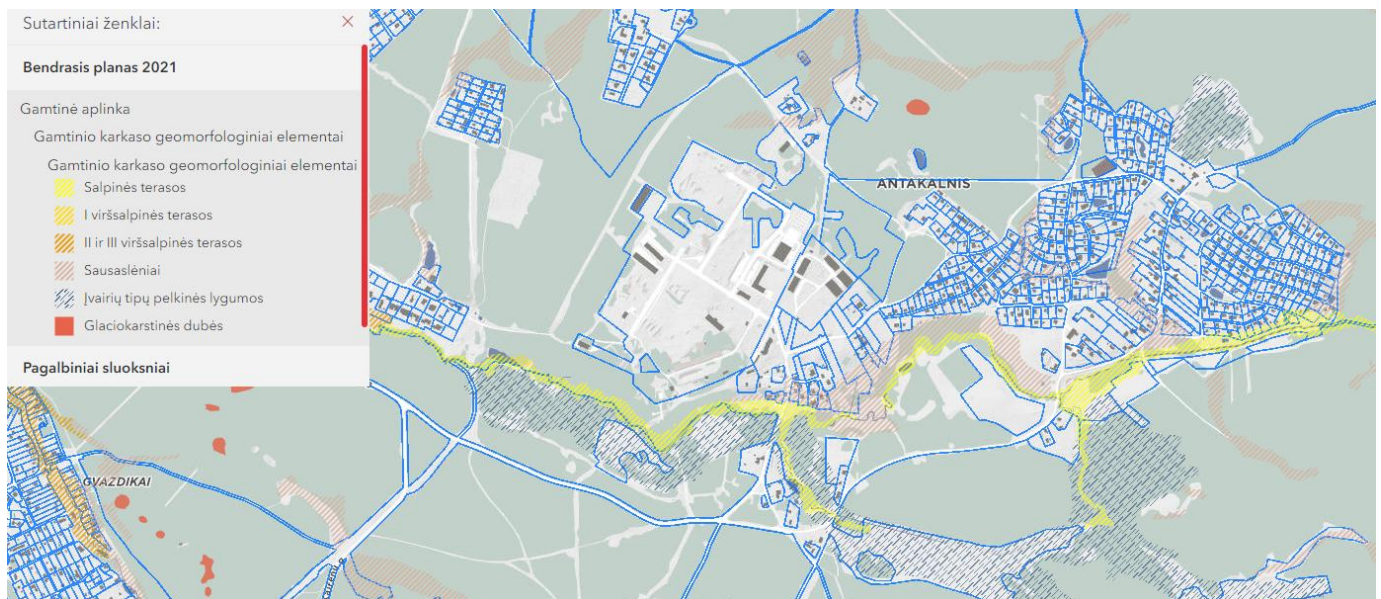 Sutartiniai ženklai:
Bendrasis planas 2021
Gamtinė aplinka
Gamtinio karkaso geomorfologiniai elementai
Gamtinio karkaso geomorfologiniai elementai
Salpinės terasos
I viršsalpinės terasos
II ir III viršsalpinės terasos
Sausaslėniai
Įvairių tipų pelkinės lygumos
Glaciokarstinės dubės
Pagalbiniai sluoksniai
ANTAKALNIS
GVAZDIKAI